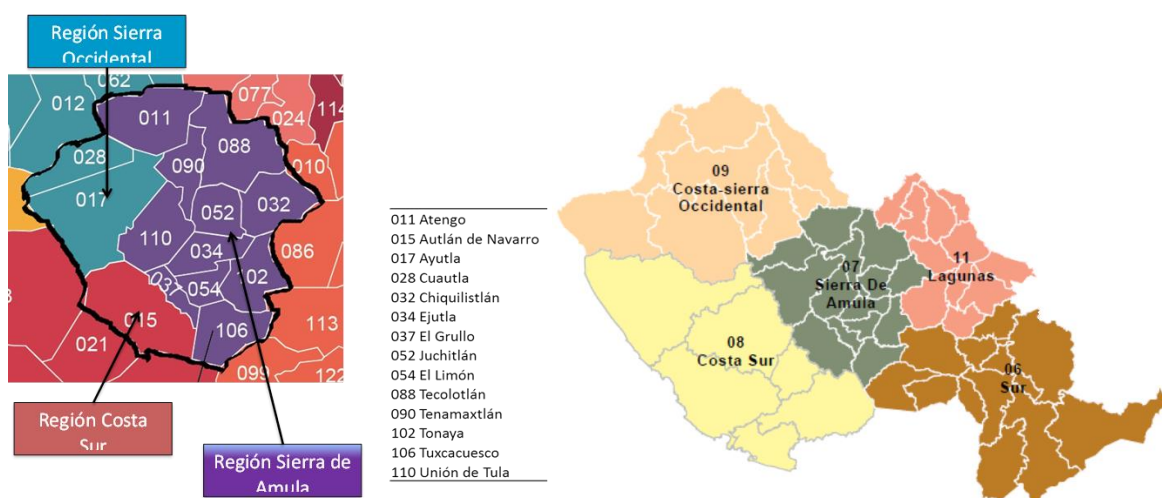 Región Sierra
Occidental
062
012
011
077
024
114
028
090
088
010
017
052
032
110
034
086
037
054
02
015
106
113
021
099
122
Región Costa
Sur
Región Sierra de
Amula
011 Atengo
015 Autlán de Navarro
017 Ayutla
028 Cuautla
032 Chiquilistlán
034 Ejutla
037 El Grullo
052 Juchitlán
054 El Limón
088 Tecolotlán
090 Tenamaxtlán
102 Tonaya
106 Tuxcacuesco
110 Unión de Tula
09
Costa-sierra
Occidental
07
Sierra De
Amula
11
Lagunas
08
Costa Sur
06
Sur